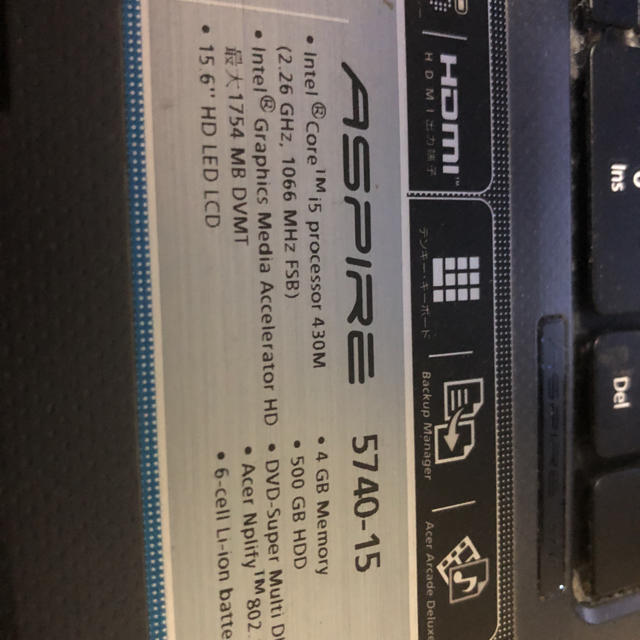 HDMI™
HDMI出力端子
テンキー・キーボード
Backup Manager
Acer Arcade Deluxe
ASPIRE 5740-15
• Intel® Core™ i5 processor 430M
(2.26 GHz, 1066 MHz FSB)
• Intel® Graphics Media Accelerator HD
最大1754 MB DVMT
• 15.6" HD LED LCD
• 4 GB Memory
• 500 GB HDD
• DVD-Super Multi
• Acer Nplify™ 802.
• 6-cell Li-ion batte
Ins
Del